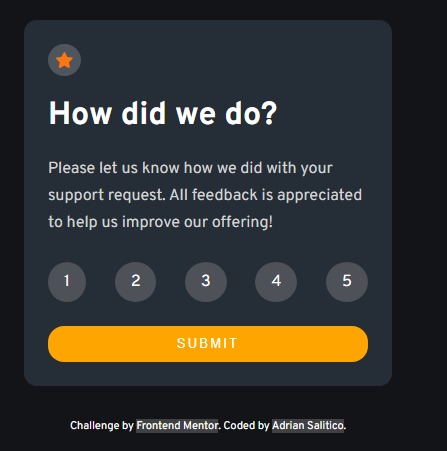 How did we do?
Please let us know how we did with your
support request. All feedback is appreciated
to help us improve our offering!
1 2 3 4 5
SUBMIT
Challenge by Frontend Mentor. Coded by Adrian Salitico.